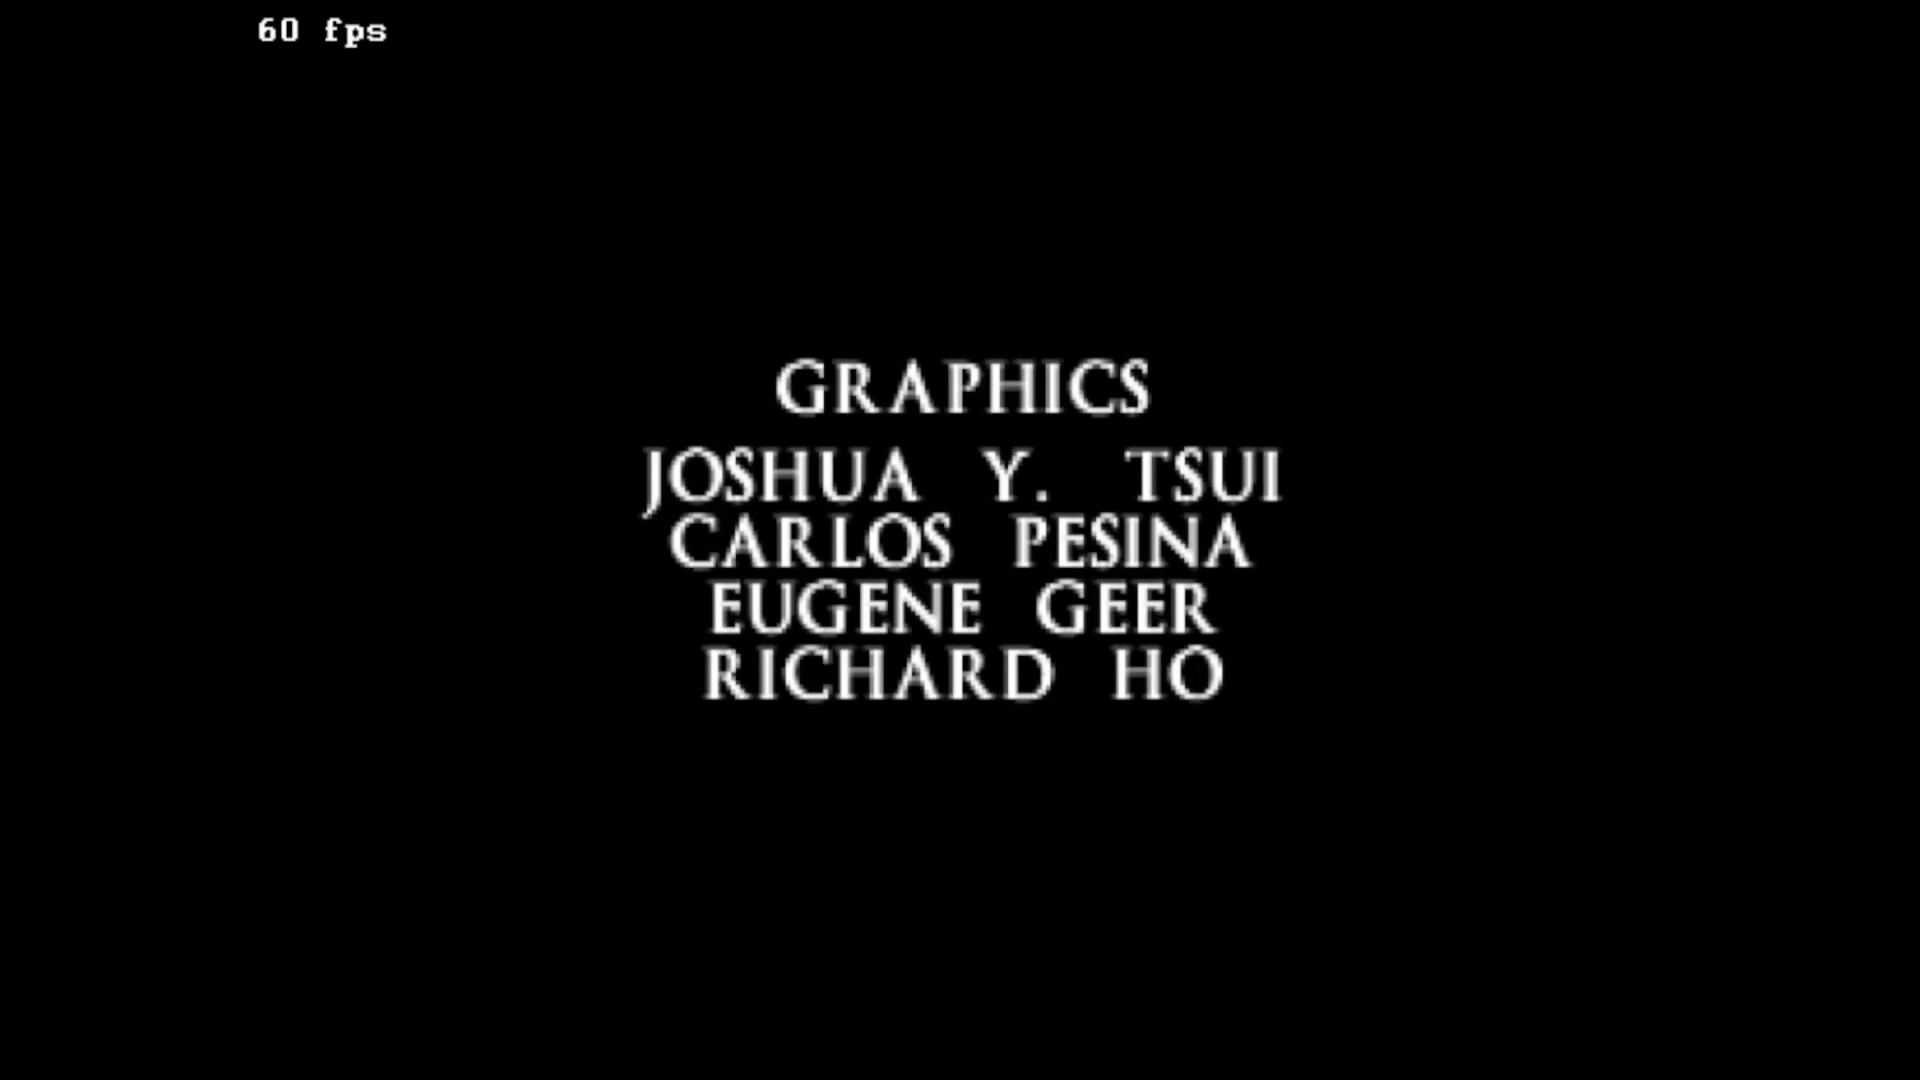 60 fps
GRAPHICS
JOSHUA Y. TSUI
CARLOS PESINA
EUGENE GEER
RICHARD HO